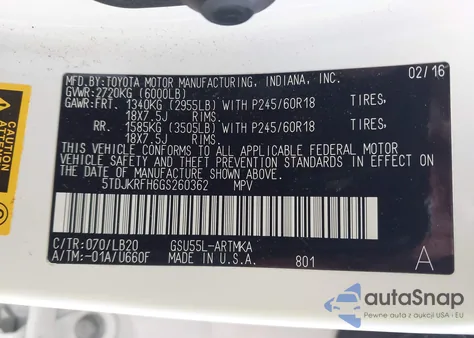 MFD.BY:TOYOTA MOTOR MANUFACTURING, INDIANA, INC. 02/16
GVWR:2720KG (6000LB)
GAWR:FRT. 1340KG (2955LB) WITH P245/60R18 TIRES,
18X7.5J RIMS.
RR. 1585KG (3505LB) WITH P245/60R18 TIRES,
18X7.5J RIMS.
THIS VEHICLE CONFORMS TO ALL APPLICABLE FEDERAL MOTOR
VEHICLE SAFETY AND THEFT PREVENTION STANDARDS IN EFFECT
ON THE DATE OF MANUFACTURE SHOWN ABOVE.
5TDJKRFH6GS260362 MPV
C/TR:070/LB20 GSU55L-ARTMKA
A/TM:-01A/U660F MADE IN U.S.A. 801 A
CAUTION
autoSnap
Pewne auto z aukcji USA - EU